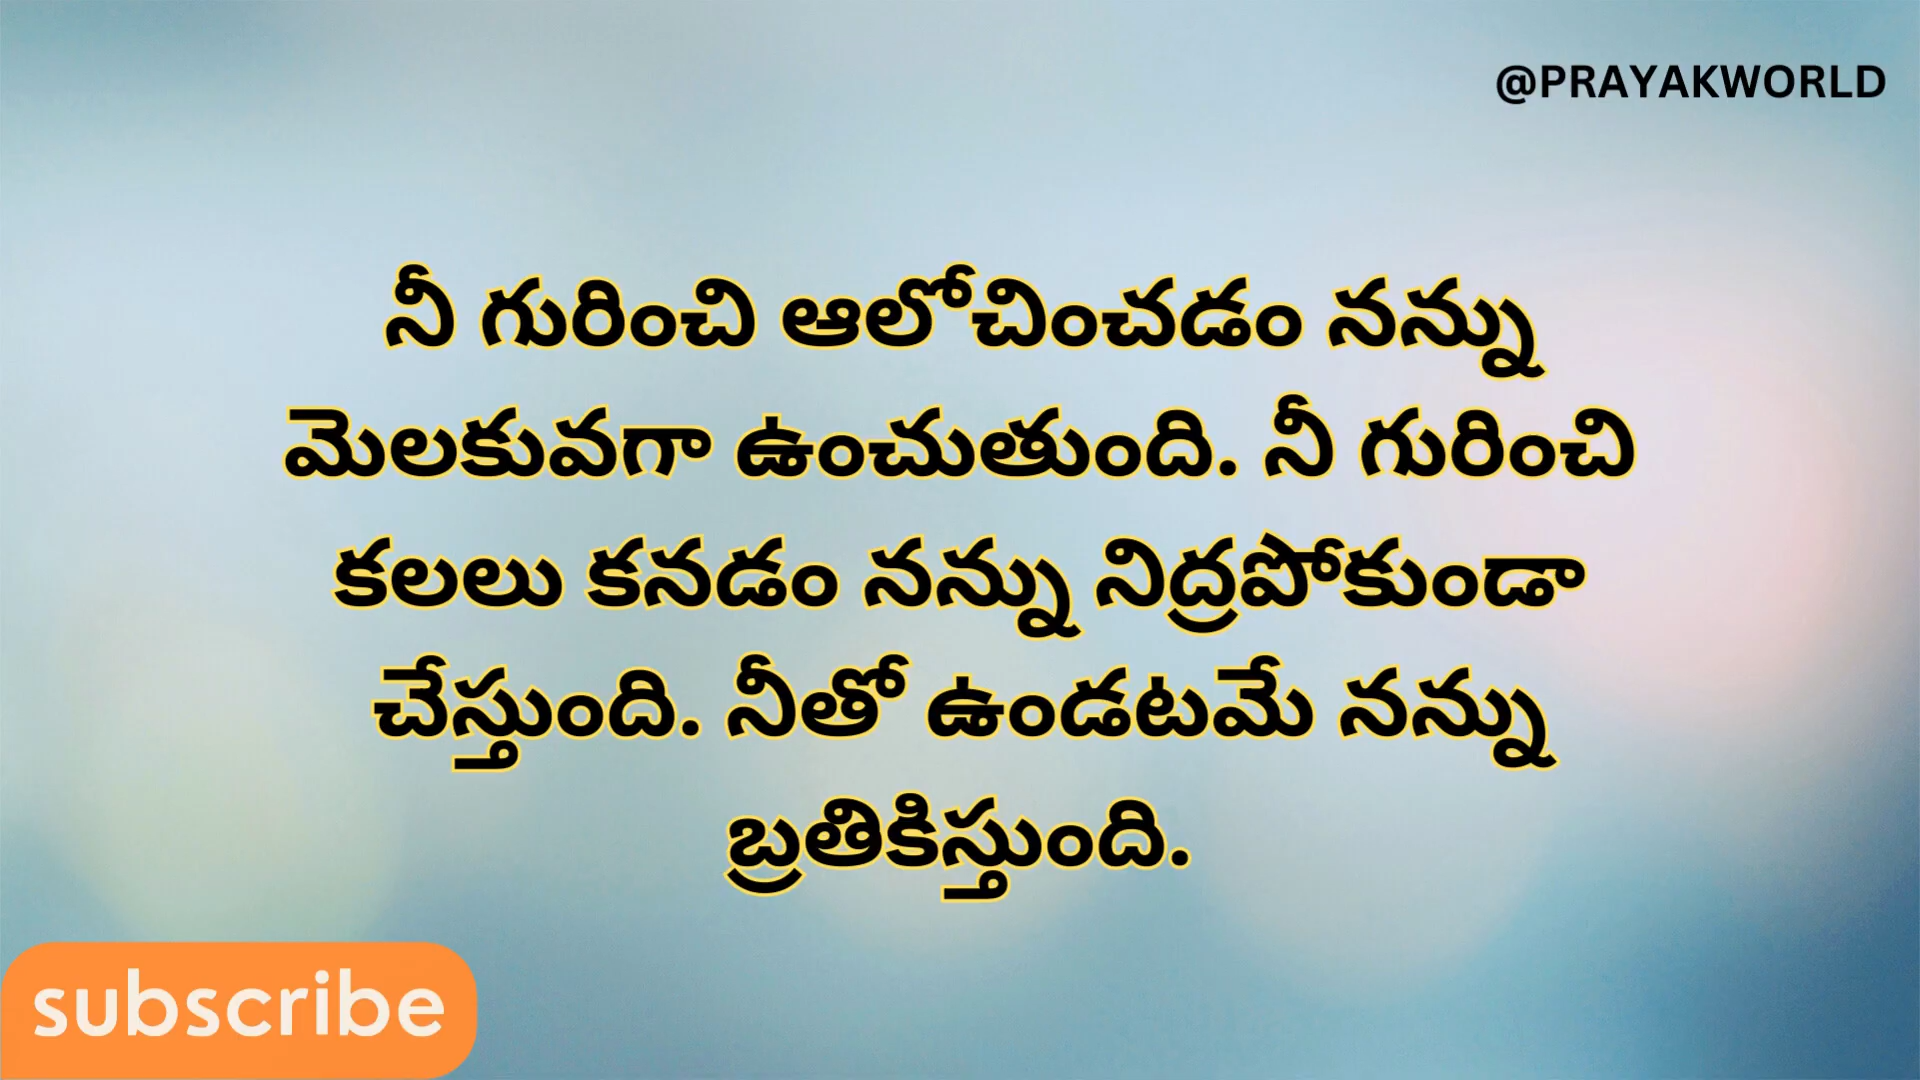 @PRAYAKWORLD
నీ గురించి ఆలోచించడం నన్ను
మెలకువగా ఉంచుతుంది. నీ గురించి
కలలు కనడం నన్ను నిద్రపోకుండా
చేస్తుంది. నీతో ఉండటమే నన్ను
బ్రతికిస్తుంది.
subscribe